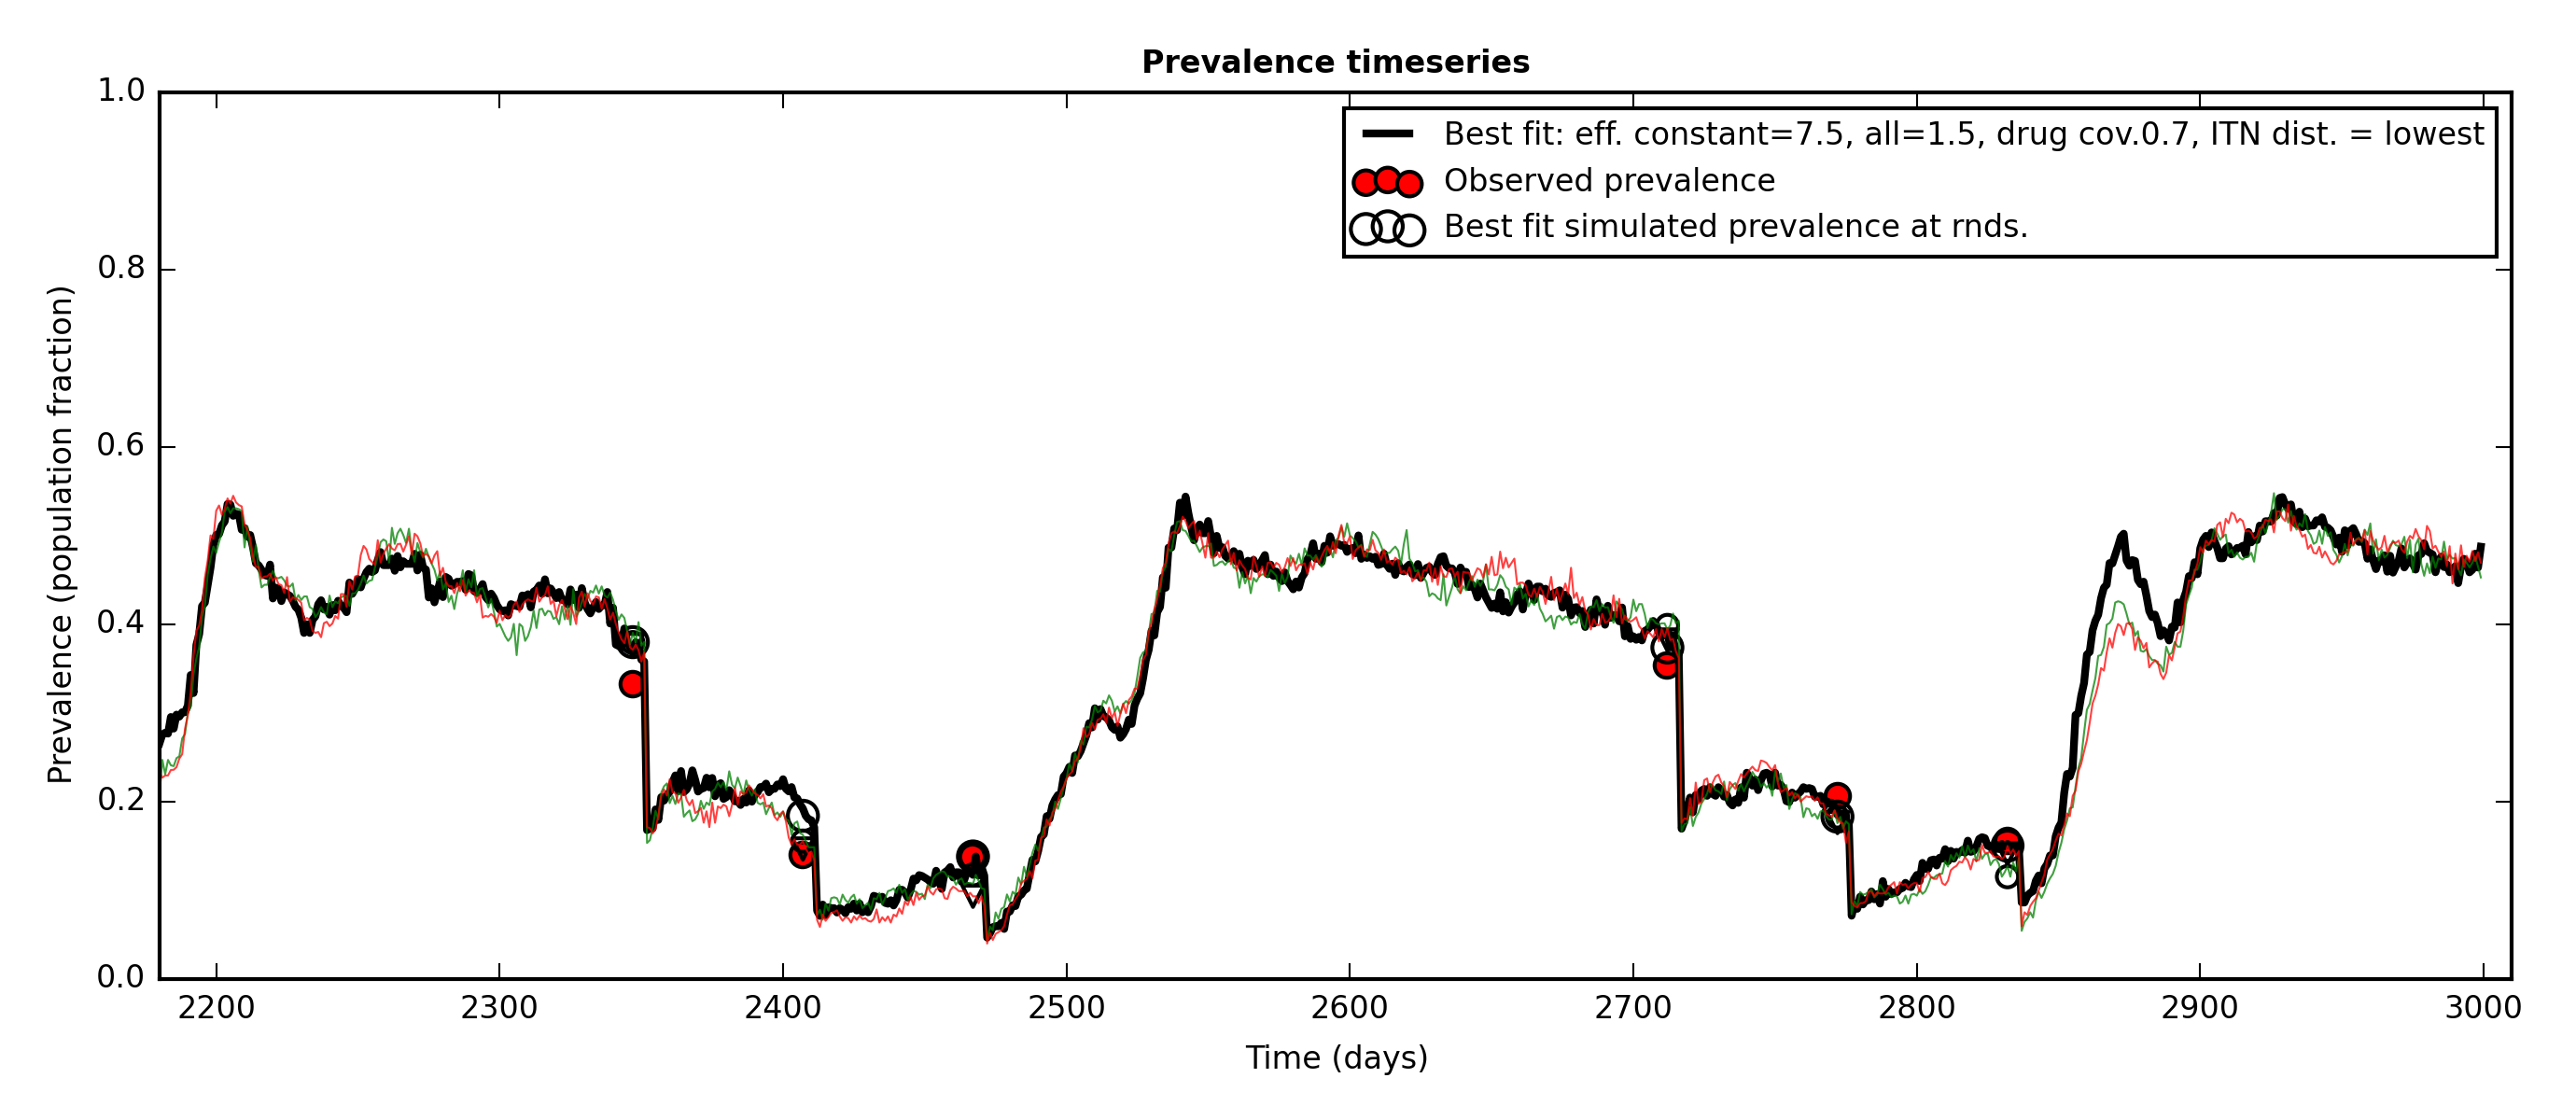 Prevalence timeseries
Best fit: eff. constant=7.5, all=1.5, drug cov.0.7, ITN dist. = lowest
Observed prevalence
Best fit simulated prevalence at rnds.
Prevalence (population fraction)
1.0
0.8
0.6
0.4
0.2
0.0
2200 2300 2400 2500 2600 2700 2800 2900 3000
Time (days)